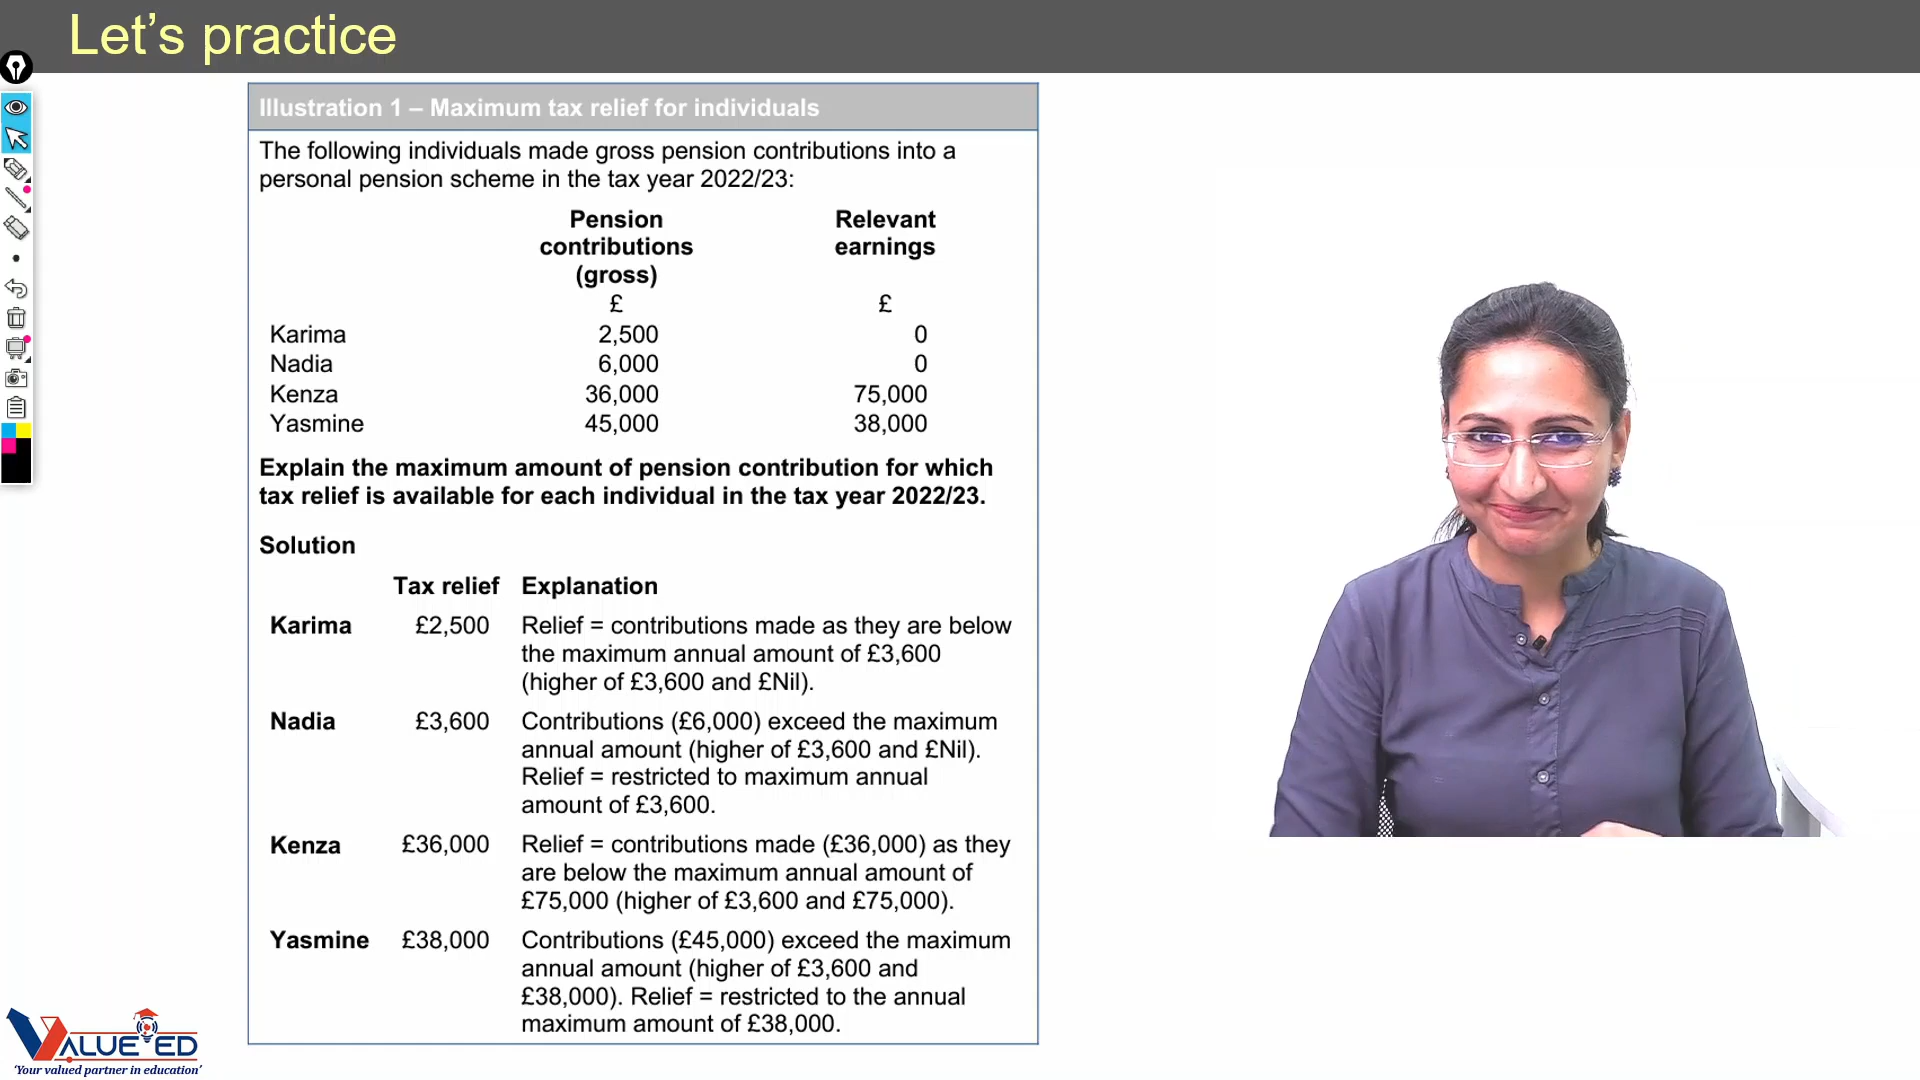 Let's practice
Illustration 1 – Maximum tax relief for individuals
The following individuals made gross pension contributions into a
personal pension scheme in the tax year 2022/23:
Pension Relevant
contributions earnings
(gross)
£ £
Karima 2,500 0
Nadia 6,000 0
Kenza 36,000 75,000
Yasmine 45,000 38,000
Explain the maximum amount of pension contribution for which
tax relief is available for each individual in the tax year 2022/23.
Solution
Tax relief Explanation
Karima £2,500 Relief = contributions made as they are below
the maximum annual amount of £3,600
(higher of £3,600 and £Nil).
Nadia £3,600 Contributions (£6,000) exceed the maximum
annual amount (higher of £3,600 and £Nil).
Relief = restricted to maximum annual
amount of £3,600.
Kenza £36,000 Relief = contributions made (£36,000) as they
are below the maximum annual amount of
£75,000 (higher of £3,600 and £75,000).
Yasmine £38,000 Contributions (£45,000) exceed the maximum
annual amount (higher of £3,600 and
£38,000). Relief = restricted to the annual
maximum amount of £38,000.
VALUE ED
'Your valued partner in education'